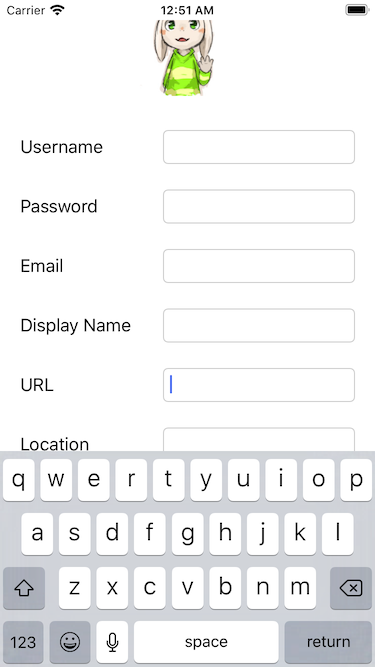 Carrier 12:51 AM
Username
Password
Email
Display Name
URL
Location
q w e r t y u i o p
a s d f g h j k l
z x c v b n m
123 space return